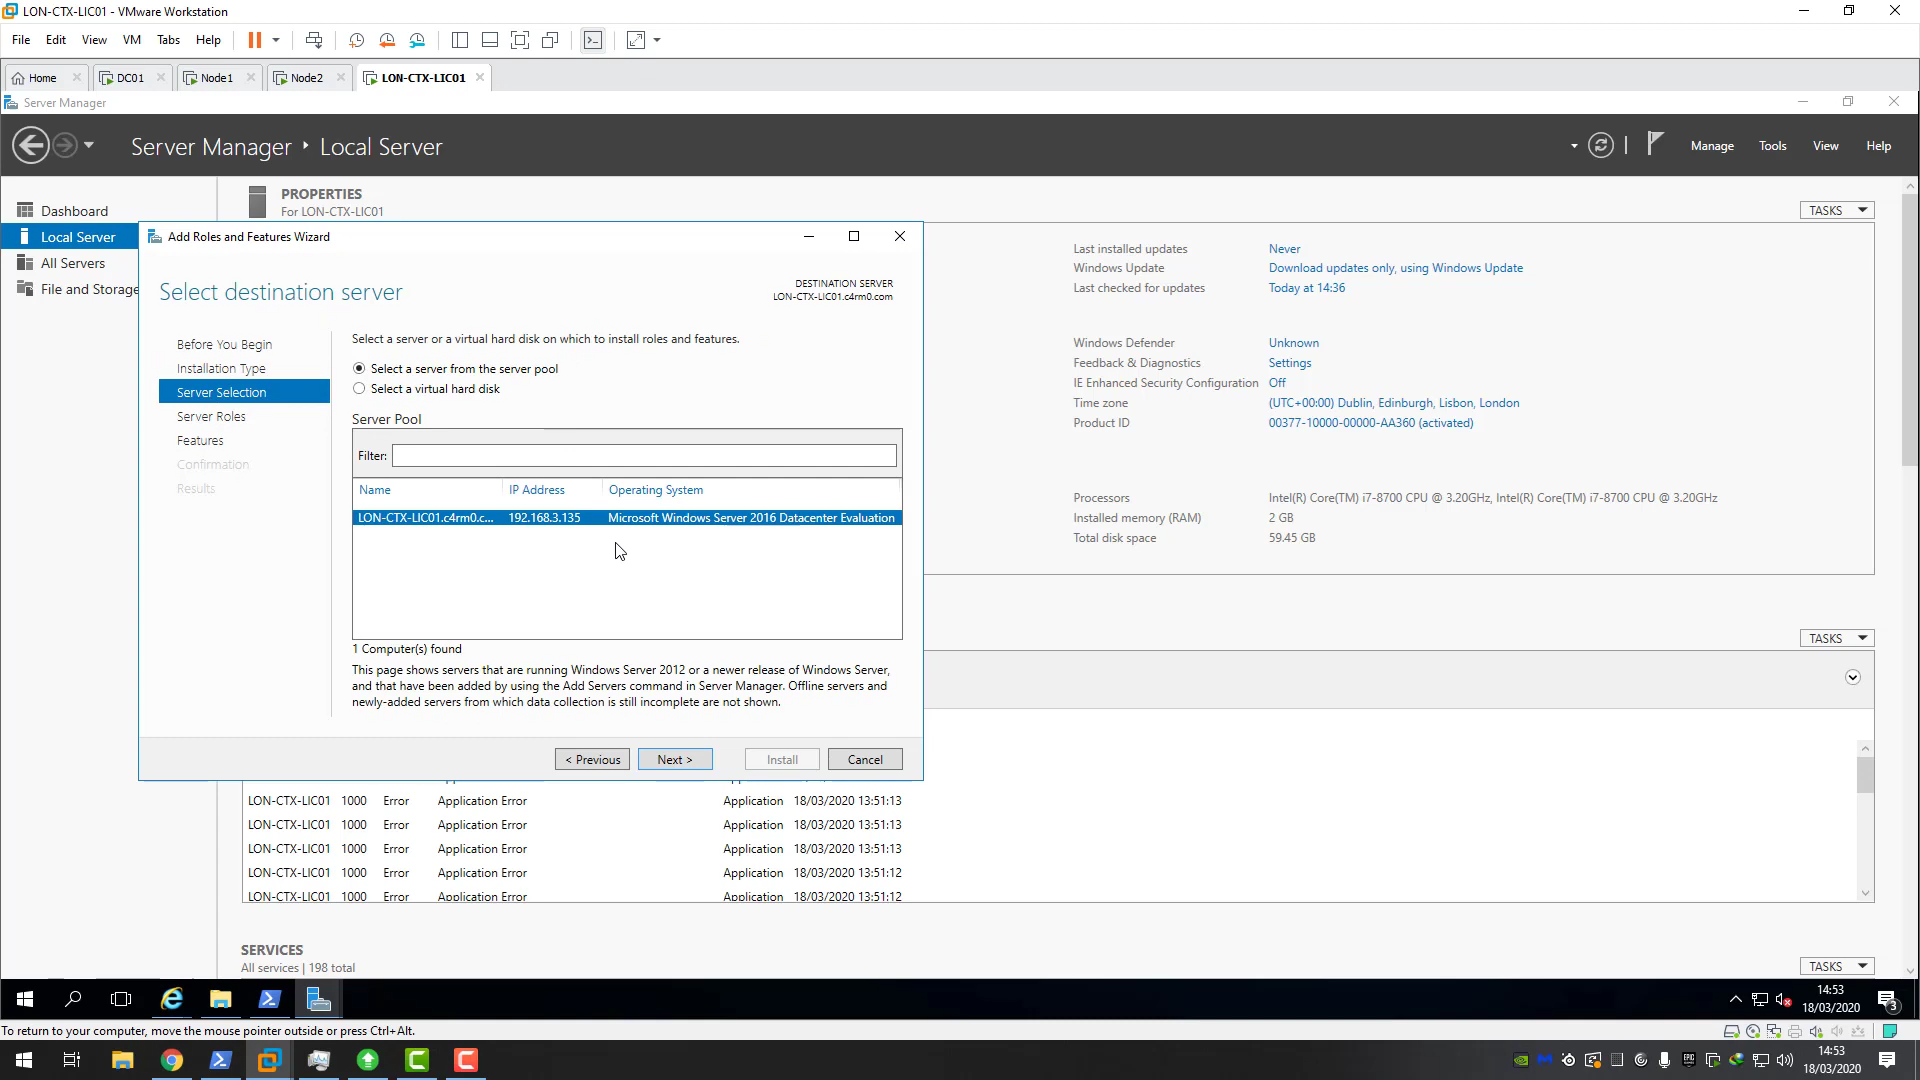 LON-CTX-LIC01 - VMware Workstation
File Edit View VM Tabs Help
Home DC01 Node1 Node2 LON-CTX-LIC01
Server Manager
Server Manager Local Server
Manage Tools View Help
Dashboard
Local Server
All Servers
File and Storage
PROPERTIES
For LON-CTX-LIC01
TASKS
Last installed updates Never
Windows Update Download updates only, using Windows Update
Last checked for updates Today at 14:36
Windows Defender Unknown
Feedback & Diagnostics Settings
IE Enhanced Security Configuration Off
Time zone (UTC+00:00) Dublin, Edinburgh, Lisbon, London
Product ID 00377-10000-00000-AA360 (activated)
Processors Intel(R) Core(TM) i7-8700 CPU @ 3.20GHz, Intel(R) Core(TM) i7-8700 CPU @ 3.20GHz
Installed memory (RAM) 2 GB
Total disk space 59.45 GB
Add Roles and Features Wizard
Select destination server
DESTINATION SERVER
LON-CTX-LIC01.c4rm0.com
Before You Begin
Installation Type
Server Selection
Server Roles
Features
Confirmation
Results
Select a server or a virtual hard disk on which to install roles and features.
Select a server from the server pool
Select a virtual hard disk
Server Pool
Filter:
Name IP Address Operating System
LON-CTX-LIC01.c4rm0.c... 192.168.3.135 Microsoft Windows Server 2016 Datacenter Evaluation
1 Computer(s) found
This page shows servers that are running Windows Server 2012 or a newer release of Windows Server,
and that have been added by using the Add Servers command in Server Manager. Offline servers and
newly-added servers from which data collection is still incomplete are not shown.
< Previous Next > Install Cancel
TASKS
LON-CTX-LIC01 1000 Error Application Error Application 18/03/2020 13:51:13
LON-CTX-LIC01 1000 Error Application Error Application 18/03/2020 13:51:13
LON-CTX-LIC01 1000 Error Application Error Application 18/03/2020 13:51:13
LON-CTX-LIC01 1000 Error Application Error Application 18/03/2020 13:51:12
LON-CTX-LIC01 1000 Error Application Error Application 18/03/2020 13:51:12
SERVICES
All services | 198 total
TASKS
14:53
18/03/2020
3
To return to your computer, move the mouse pointer outside or press Ctrl+Alt.
14:53
18/03/2020